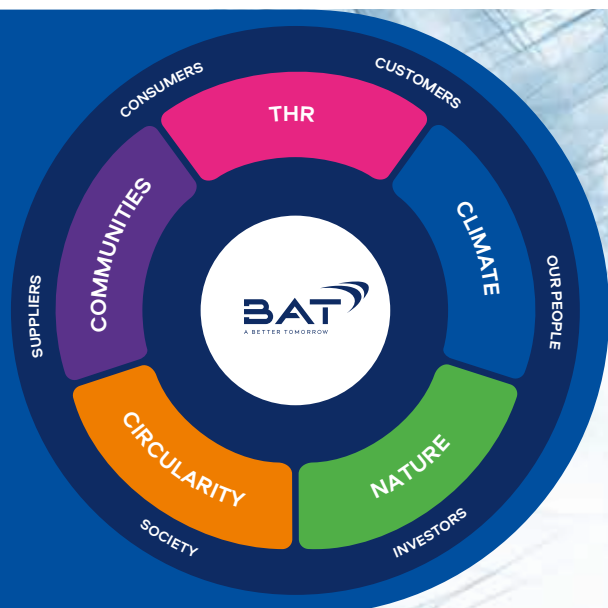 CONSUMERS
CUSTOMERS
THR
COMMUNITIES
CLIMATE
SUPPLIERS
OUR PEOPLE
BAT
A BETTER TOMORROW
CIRCULARITY
NATURE
SOCIETY
INVESTORS